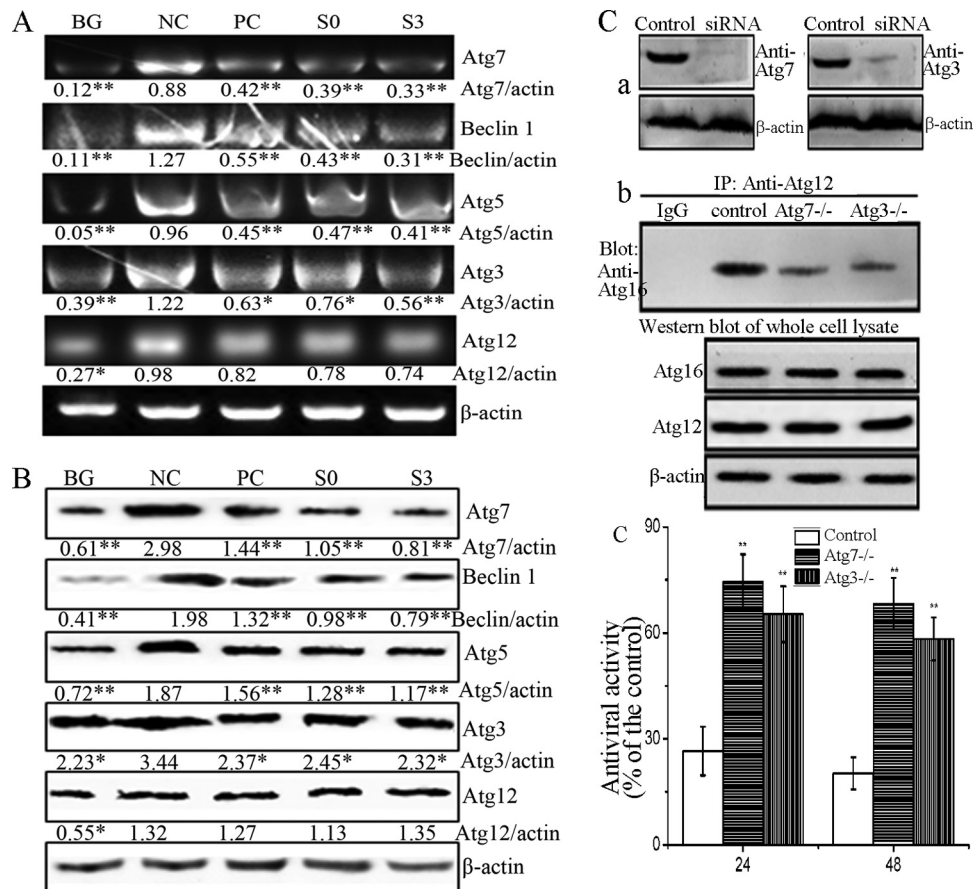 A
BG NC PC S0 S3
Atg7
0.12** 0.88 0.42** 0.39** 0.33** Atg7/actin
Beclin 1
0.11** 1.27 0.55** 0.43** 0.31** Beclin/actin
Atg5
0.05** 0.96 0.45** 0.47** 0.41** Atg5/actin
Atg3
0.39** 1.22 0.63* 0.76* 0.56** Atg3/actin
Atg12
0.27* 0.98 0.82 0.78 0.74 Atg12/actin
β-actin
B
BG NC PC S0 S3
Atg7
0.61** 2.98 1.44** 1.05** 0.81** Atg7/actin
Beclin 1
0.41** 1.98 1.32** 0.98** 0.79** Beclin/actin
Atg5
0.72** 1.87 1.56** 1.28** 1.17** Atg5/actin
Atg3
2.23* 3.44 2.37* 2.45* 2.32* Atg3/actin
Atg12
0.55* 1.32 1.27 1.13 1.35 Atg12/actin
β-actin
C
Control siRNA Control siRNA
a
Anti-
Atg7
Anti-
Atg3
β-actin β-actin
b
IP: Anti-Atg12
IgG control Atg7-/- Atg3-/-
Blot:
Anti-
Atg16
Western blot of whole cell lysate
Atg16
Atg12
β-actin
C
Control
Atg7-/-
Atg3-/-
Antiviral activity
(% of the control)
90
60
30
0
** ** ** **
24 48